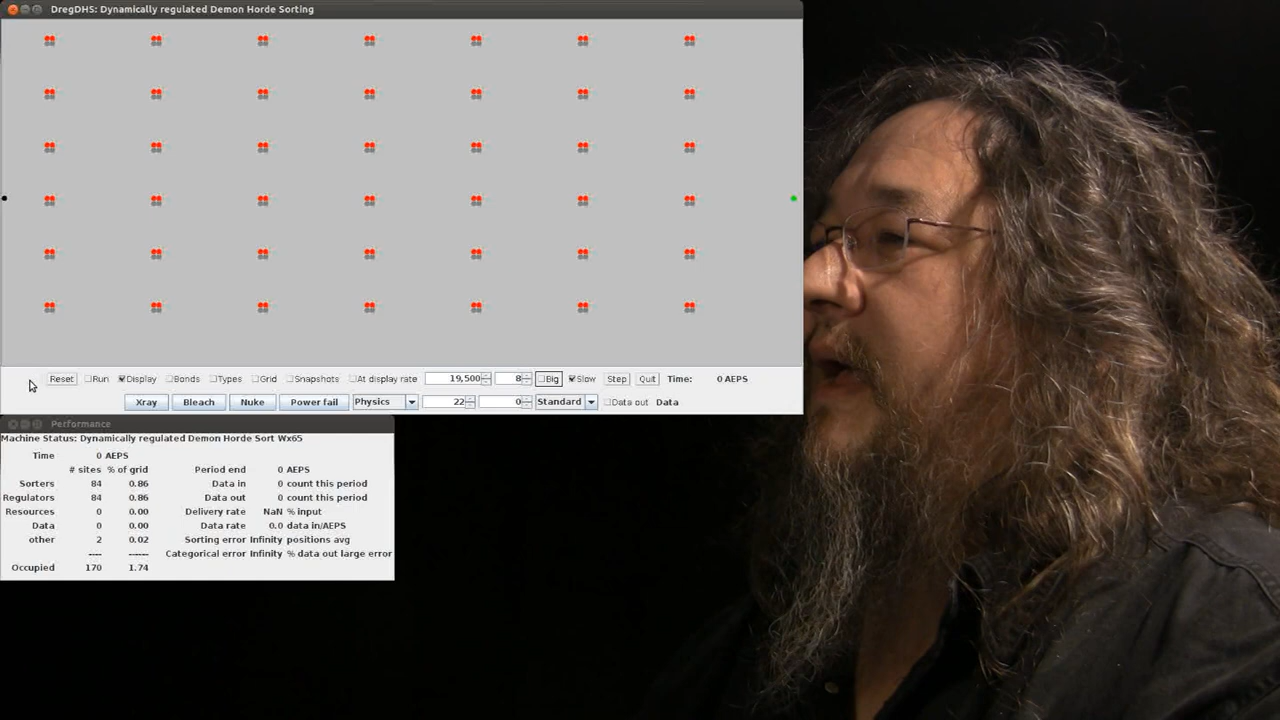 DregDHS: Dynamically regulated Demon Horde Sorting
Reset Run Display Bonds Types Grid Snapshots At display rate 19,500 8 Big Slow Step Quit Time: 0 AEPS
Xray Bleach Nuke Power fail Physics 22 0 Standard Data out Data
Performance
Machine Status: Dynamically regulated Demon Horde Sort Wx65
Time 0 AEPS
# sites % of grid Period end 0 AEPS
Sorters 84 0.86 Data in 0 count this period
Regulators 84 0.86 Data out 0 count this period
Resources 0 0.00 Delivery rate NaN % input
Data 0 0.00 Data rate 0.0 data in/AEPS
other 2 0.02 Sorting error Infinity positions avg
---- ------ Categorical error Infinity % data out large error
Occupied 170 1.74